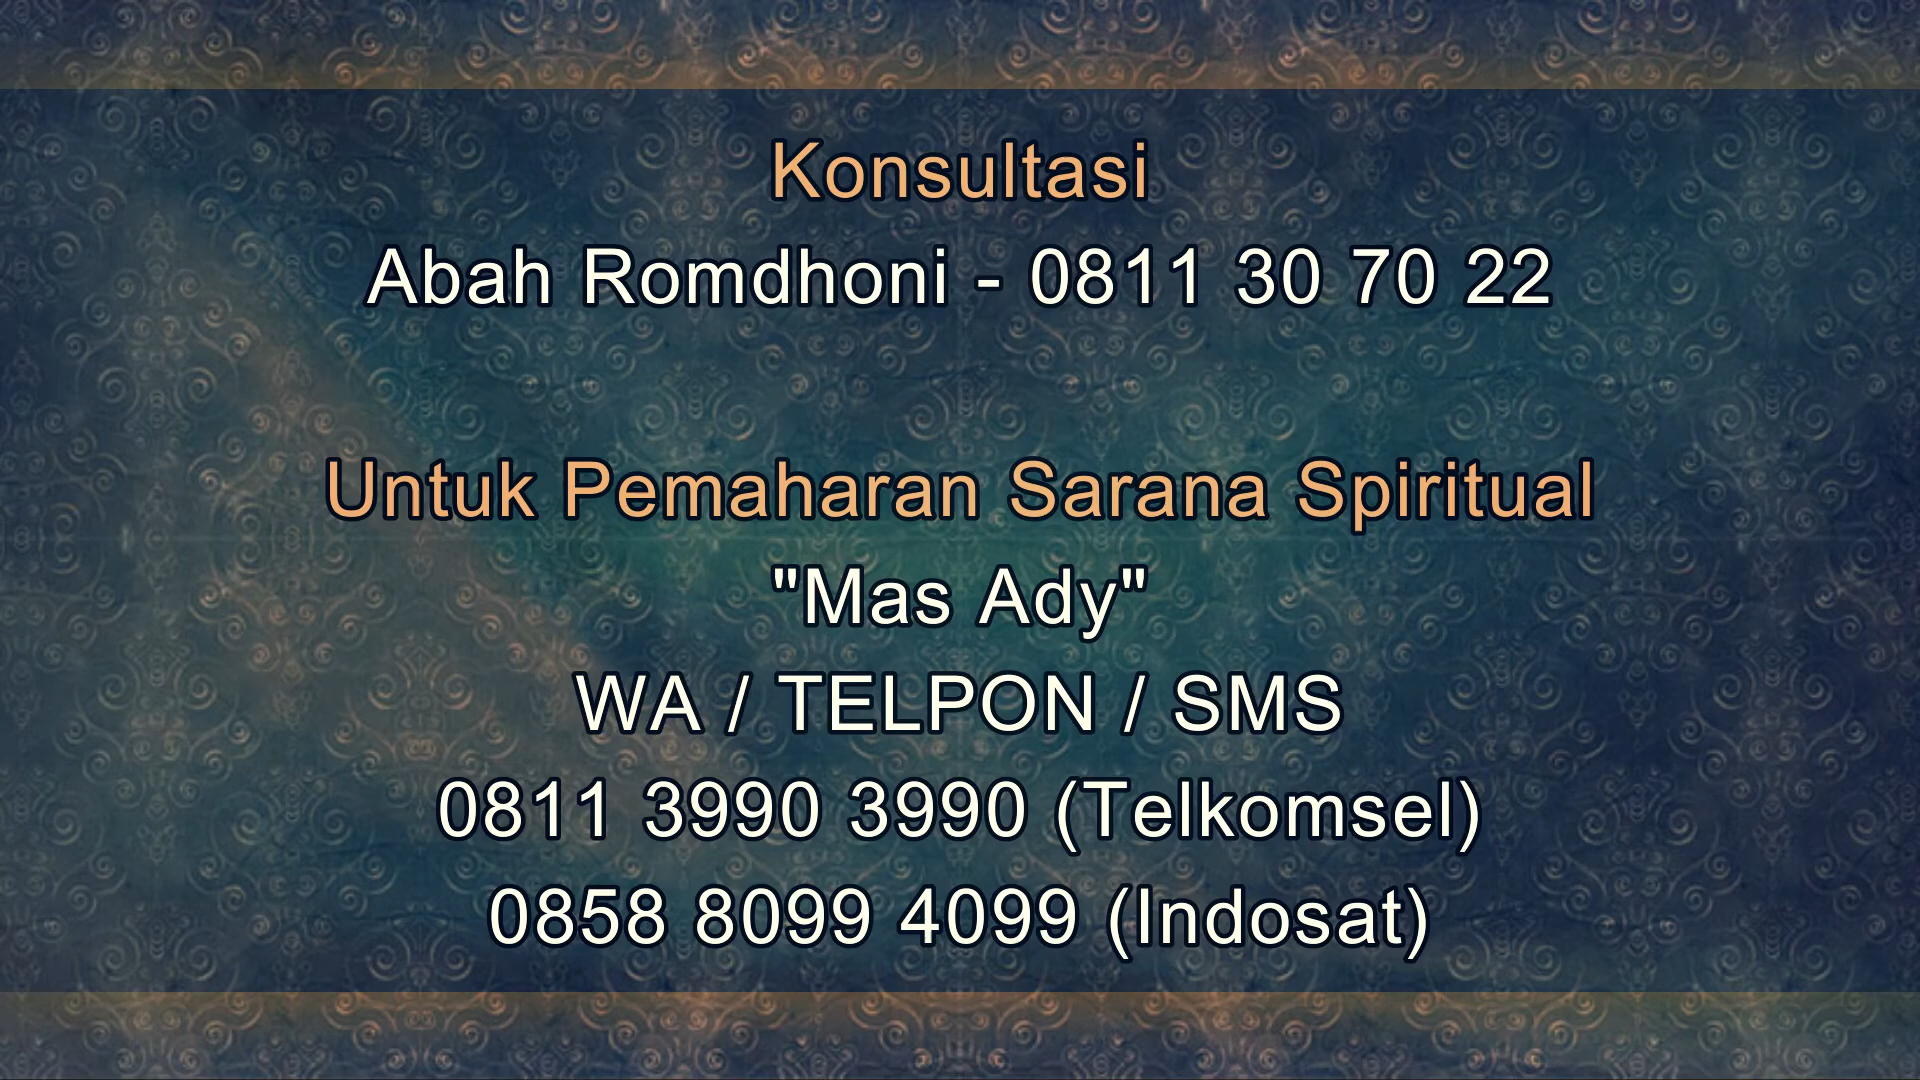 Konsultasi
Abah Romdhoni - 0811 30 70 22
Untuk Pemaharan Sarana Spiritual
"Mas Ady"
WA / TELPON / SMS
0811 3990 3990 (Telkomsel)
0858 8099 4099 (Indosat)